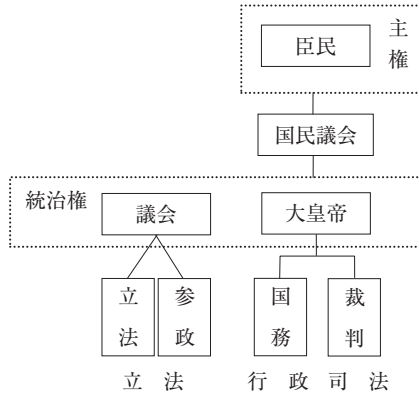 主権
臣民
国民議会
統治権
議会
大皇帝
立法
参政
国務
裁判
立法
行政司法